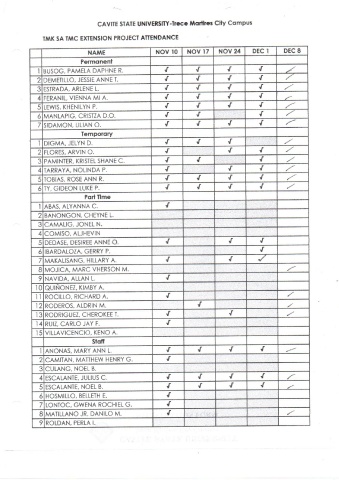 CAVITE STATE UNIVERSITY-Trece Martires City Campus
TMK SA TMC EXTENSION PROJECT ATTENDANCE
NAME NOV 10 NOV 17 NOV 24 DEC 1 DEC 8
Permanent
1 BUSOG, PAMELA DAPHNE R. √ √ √ √ ✓
2 DEMETILLO, JESSIE ANNE T. √ √ √ √ ✓
3 ESTRADA, ARLENE L. √ √ √ √ ✓
4 FERANIL, VIENNA MI A. √ √ √ √ ✓
5 LEWIS, KHENILYN P. √ √ √ √ ✓
6 MANLAPIG, CRISTZA D.O. √ √ √ ✓
7 SIDAMON, LILIAN O. √ √ √ √ ✓
Temporary
1 DIGMA, JELYN D. √ √ √ ✓
2 FLORES, ARVIN O. √ √ √ ✓
3 PAMINTER, KRISTEL SHANE C. √ √ √ ✓
4 TARRAYA, NOLINDA P. √ √ √ ✓
5 TOBIAS, ROSE ANN R. √ √ √ √ ✓
6 TY, GIDEON LUKE P. √ √ √ √ ✓
Part Time
1 ABAS, ALYANNA C. √
2 BANONGON, CHEYNE L.
3 CAMALIG, JONEL N.
4 COMISO, ALJHEVIN
5 DEDASE, DESIREE ANNE O. √ √ √
6 IBARDALOZA, GERRY P. √
7 MAKALISANG, HILLARY A. √ √ ✓
8 MOJICA, MARC VHERSON M. ✓
9 NAVIDA, ALLAN L. √
10 QUIÑONEZ, KIMBY A.
11 ROCILLO, RICHARD A. √ ✓
12 RODEROS, ALDRIN M. √ ✓
13 RODRIGUEZ, CHEROKEE T. √ √ ✓
14 RUIZ, CARLO JAY F. √
15 VILLAVICENCIO, KENO A.
Staff
1 ANONAS, MARY ANN L. √ √ √ √ ✓
2 CAMITAN, MATTHEW HENRY G. √
3 CULANG, NOEL B.
4 ESCALANTE, JULIUS C. √ √ √ √ ✓
5 ESCALANTE, NOEL B. √ √ √ √ ✓
6 HOSMILLO, BELLETH E. √
7 LONTOC, GWENA ROCHIEL G. √
8 MATILLANO JR. DANILO M. √ ✓
9 ROLDAN, PERLA I.